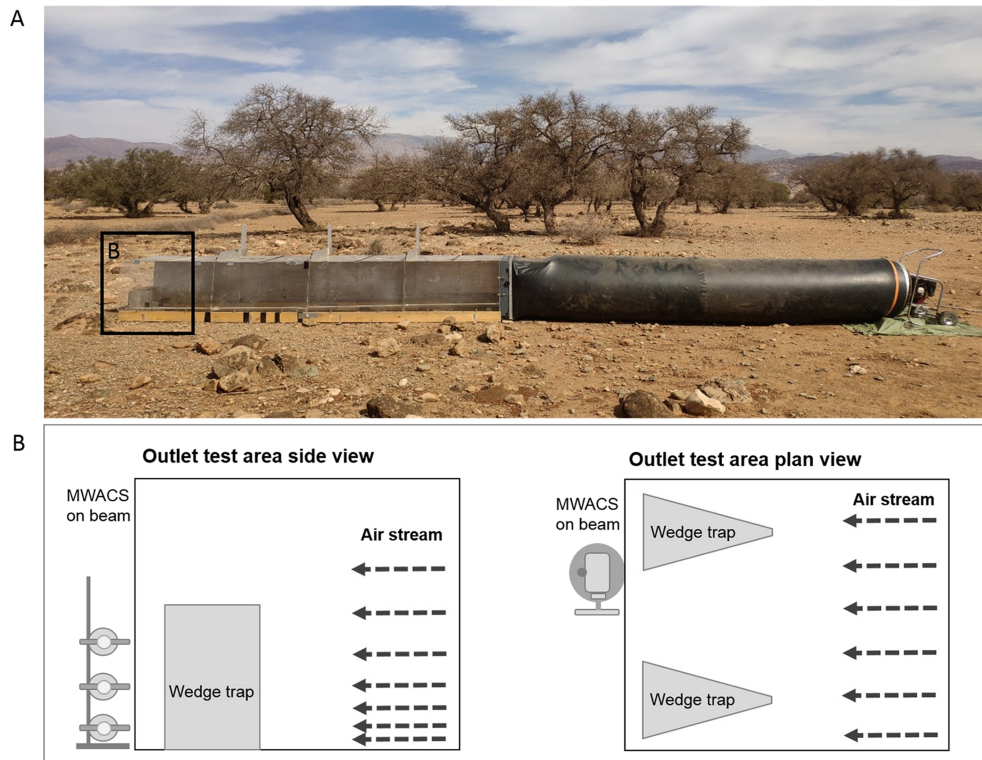 A
B
B
Outlet test area side view
MWACS
on beam
Air stream
Wedge trap
Outlet test area plan view
MWACS
on beam
Air stream
Wedge trap
Wedge trap